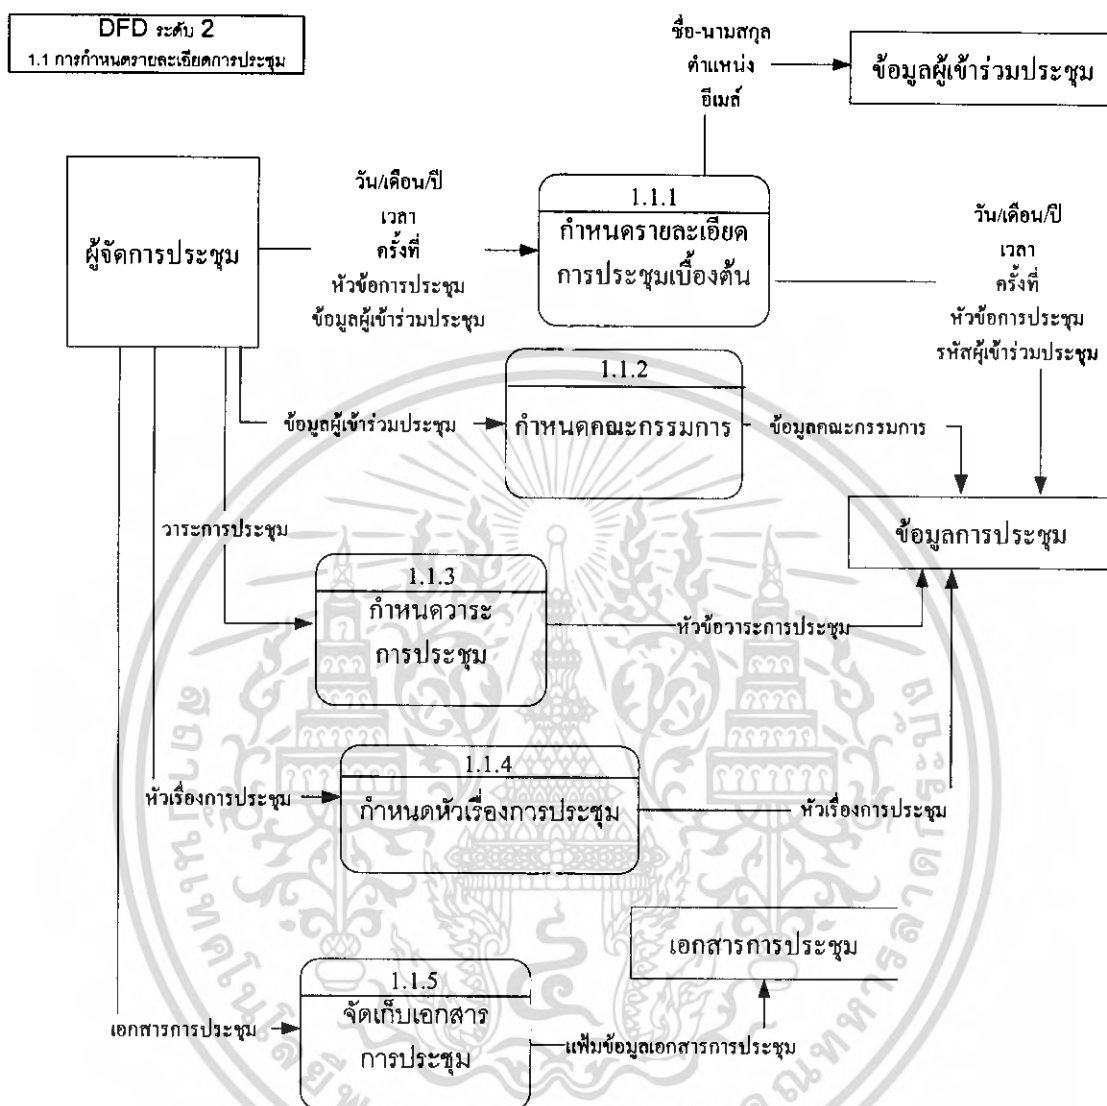 DFD ระดับ 2
1.1 การกำหนดรายละเอียดการประชุม
ชื่อ-นามสกุล
ตำแหน่ง
อีเมล์
ข้อมูลผู้เข้าร่วมประชุม
ผู้จัดการประชุม
วัน/เดือน/ปี
เวลา
ครั้งที่
หัวข้อการประชุม
ข้อมูลผู้เข้าร่วมประชุม
1.1.1
กำหนดรายละเอียด
การประชุมเบื้องต้น
วัน/เดือน/ปี
เวลา
ครั้งที่
หัวข้อการประชุม
รหัสผู้เข้าร่วมประชุม
1.1.2
ข้อมูลผู้เข้าร่วมประชุม
กำหนดคณะกรรมการ
ข้อมูลคณะกรรมการ
วาระการประชุม
ข้อมูลการประชุม
1.1.3
กำหนดวาระ
การประชุม
หัวข้อวาระการประชุม
1.1.4
หัวเรื่องการประชุม
กำหนดหัวเรื่องการประชุม
หัวเรื่องการประชุม
เอกสารการประชุม
1.1.5
จัดเก็บเอกสาร
การประชุม
เอกสารการประชุม
แฟ้มข้อมูลเอกสารการประชุม